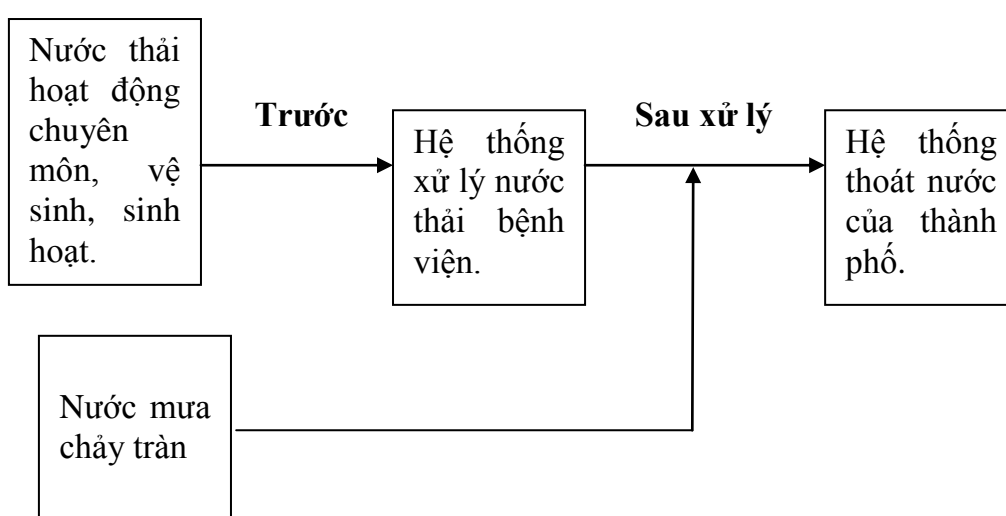 Nước thải
hoạt động
chuyên
môn, vệ
sinh, sinh
hoạt.
Trước
Hệ thống
xử lý nước
thải bệnh
viện.
Sau xử lý
Hệ thống
thoát nước
của thành
phố.
Nước mưa
chảy tràn